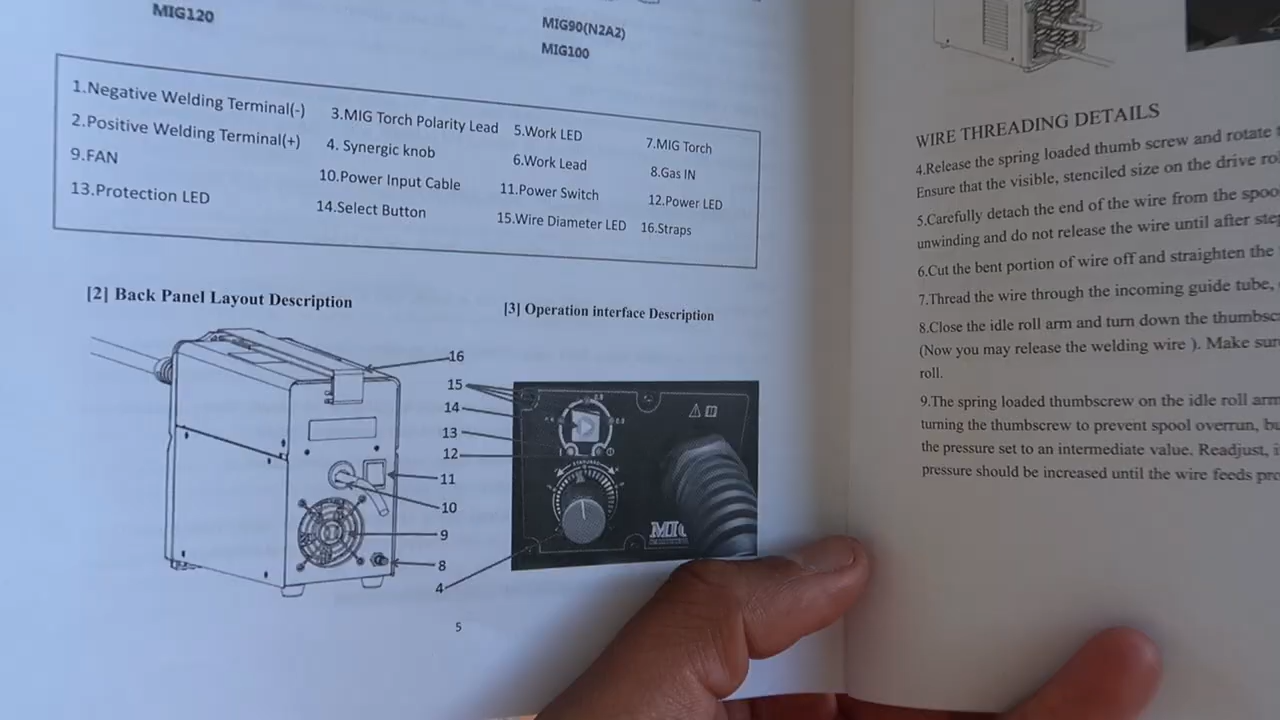 MIG120
MIG90(N2A2)
MIG100
1.Negative Welding Terminal(-) 3.MIG Torch Polarity Lead 5.Work LED 7.MIG Torch
2.Positive Welding Terminal(+) 4. Synergic knob 6.Work Lead 8.Gas IN
9.FAN 10.Power Input Cable 11.Power Switch 12.Power LED
13.Protection LED 14.Select Button 15.Wire Diameter LED 16.Straps
[2] Back Panel Layout Description
[3] Operation interface Description
16
15
14
13
12
11
10
9
8
4
STANDARD
MIG
5
WIRE THREADING DETAILS
4.Release the spring loaded thumb screw and rotate
Ensure that the visible, stenciled size on the drive
5.Carefully detach the end of the wire from the
unwinding and do not release the wire until after
6.Cut the bent portion of wire off and straighten the
7.Thread the wire through the incoming guide tube,
8.Close the idle roll arm and turn down the
(Now you may release the welding wire ). Make
roll.
9.The spring loaded thumbscrew on the idle roll arm
turning the thumbscrew to prevent spool overrun,
the pressure set to an intermediate value. Readjust,
pressure should be increased until the wire feeds